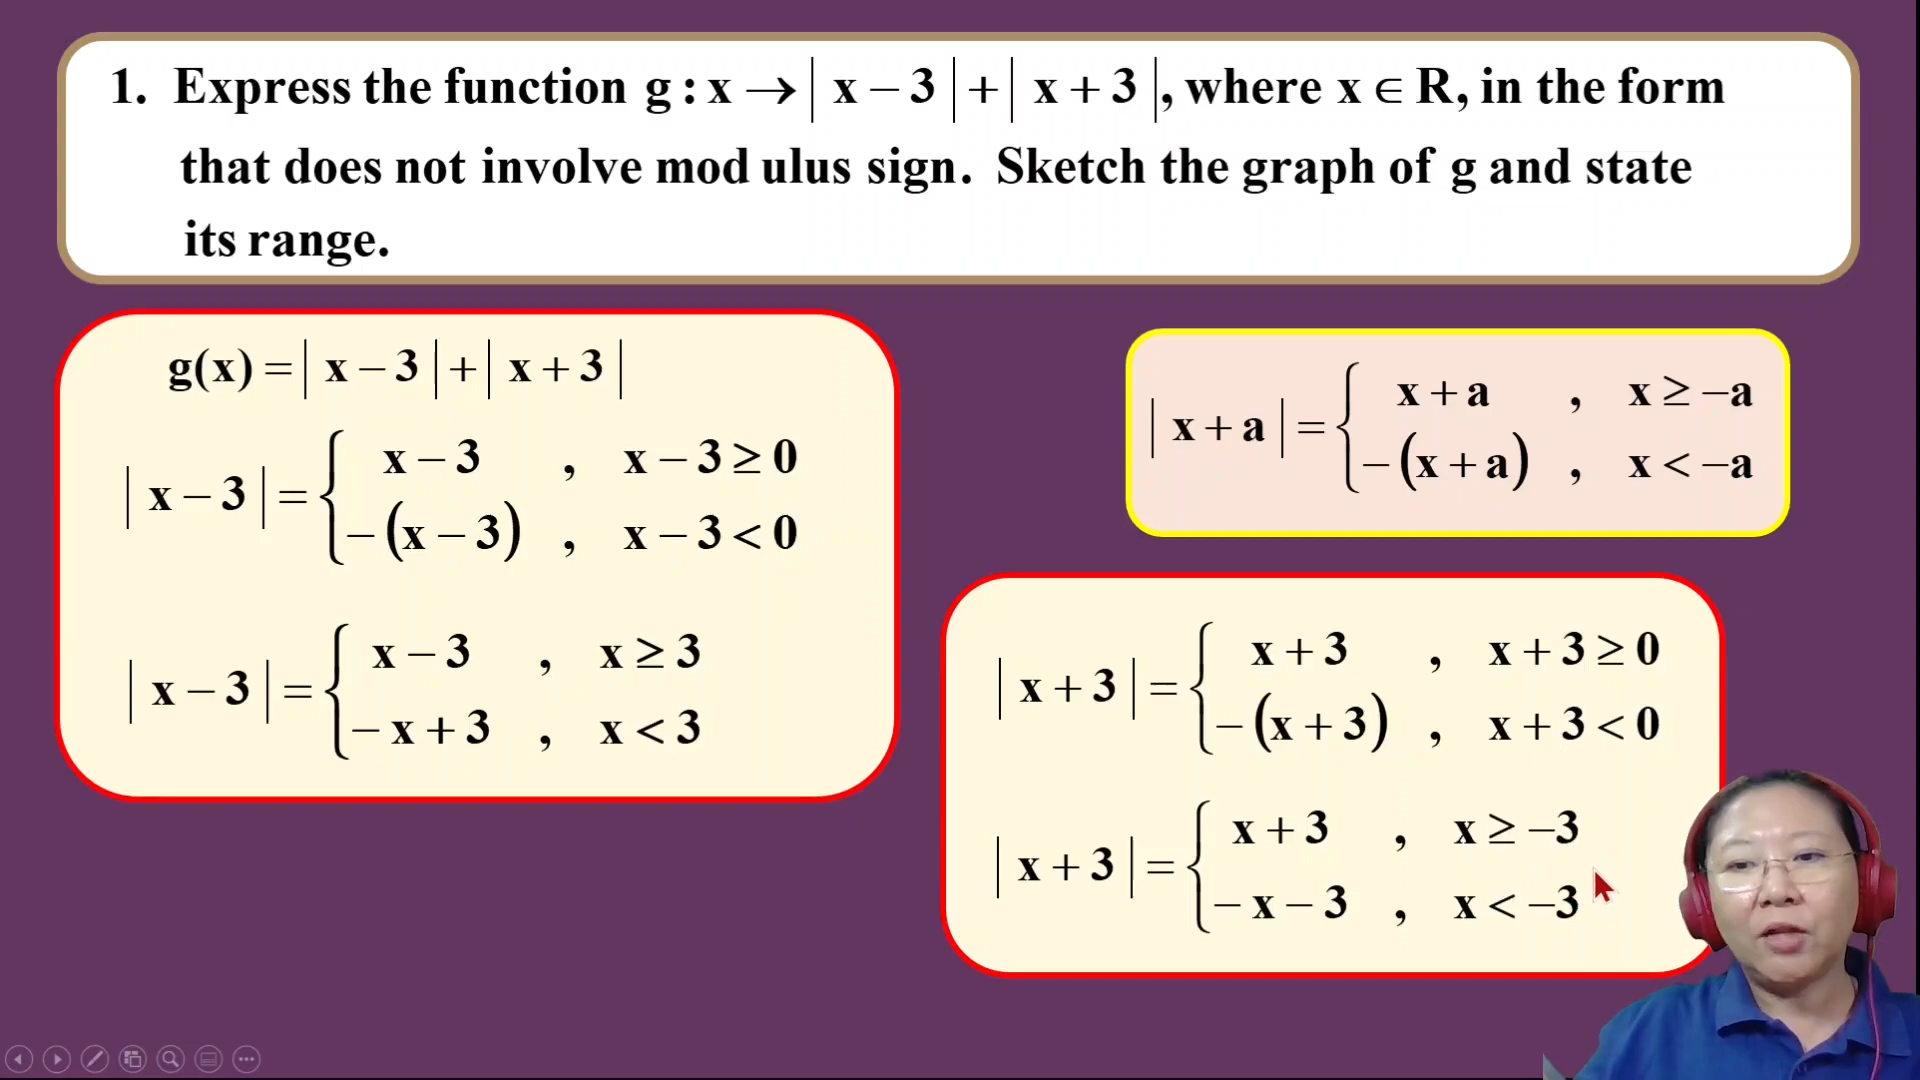 1. Express the function g : x → | x − 3 | + | x + 3 |, where x ∈ R, in the form
that does not involve mod ulus sign. Sketch the graph of g and state
its range.
g(x) = | x − 3 | + | x + 3 |
| x − 3 | = { x − 3 , x − 3 ≥ 0
−(x − 3) , x − 3 < 0
| x − 3 | = { x − 3 , x ≥ 3
− x + 3 , x < 3
| x + a | = { x + a , x ≥ −a
−(x + a) , x < −a
| x + 3 | = { x + 3 , x + 3 ≥ 0
−(x + 3) , x + 3 < 0
| x + 3 | = { x + 3 , x ≥ −3
− x − 3 , x < −3